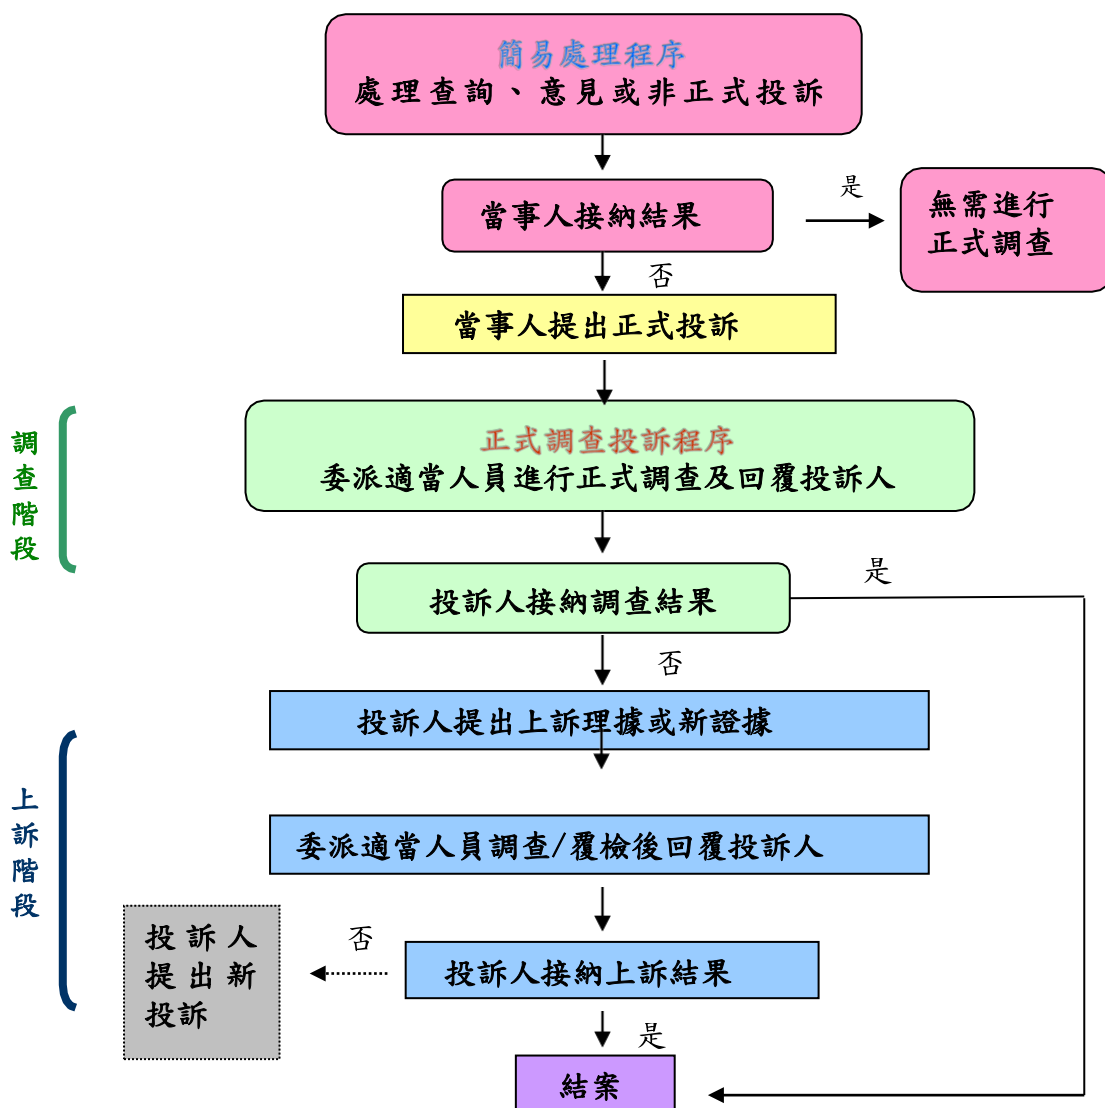 簡易處理程序
處理查詢、意見或非正式投訴
當事人接納結果
是
無需進行
正式調查
否
當事人提出正式投訴
調查階段
正式調查投訴程序
委派適當人員進行正式調查及回覆投訴人
投訴人接納調查結果
是
否
投訴人提出上訴理據或新證據
上訴階段
委派適當人員調查/覆檢後回覆投訴人
投訴人
提出新
投訴
否
投訴人接納上訴結果
是
結案